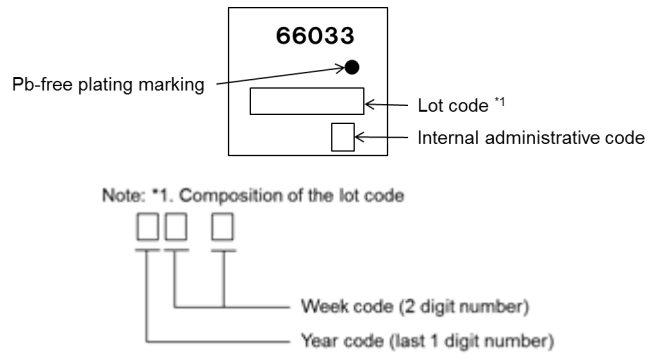 66033
Pb-free plating marking
Lot code *1
Internal administrative code
Note: *1. Composition of the lot code
Week code (2 digit number)
Year code (last 1 digit number)